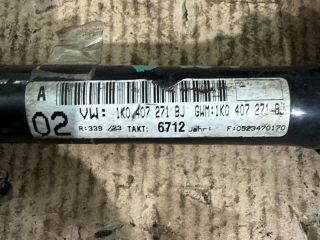 A
02
VW: 1K0 407 271 BJ GWM:1K0 407 271-BJ
R:339 /23 TAKT: 6712 Jahr: F:0523470170